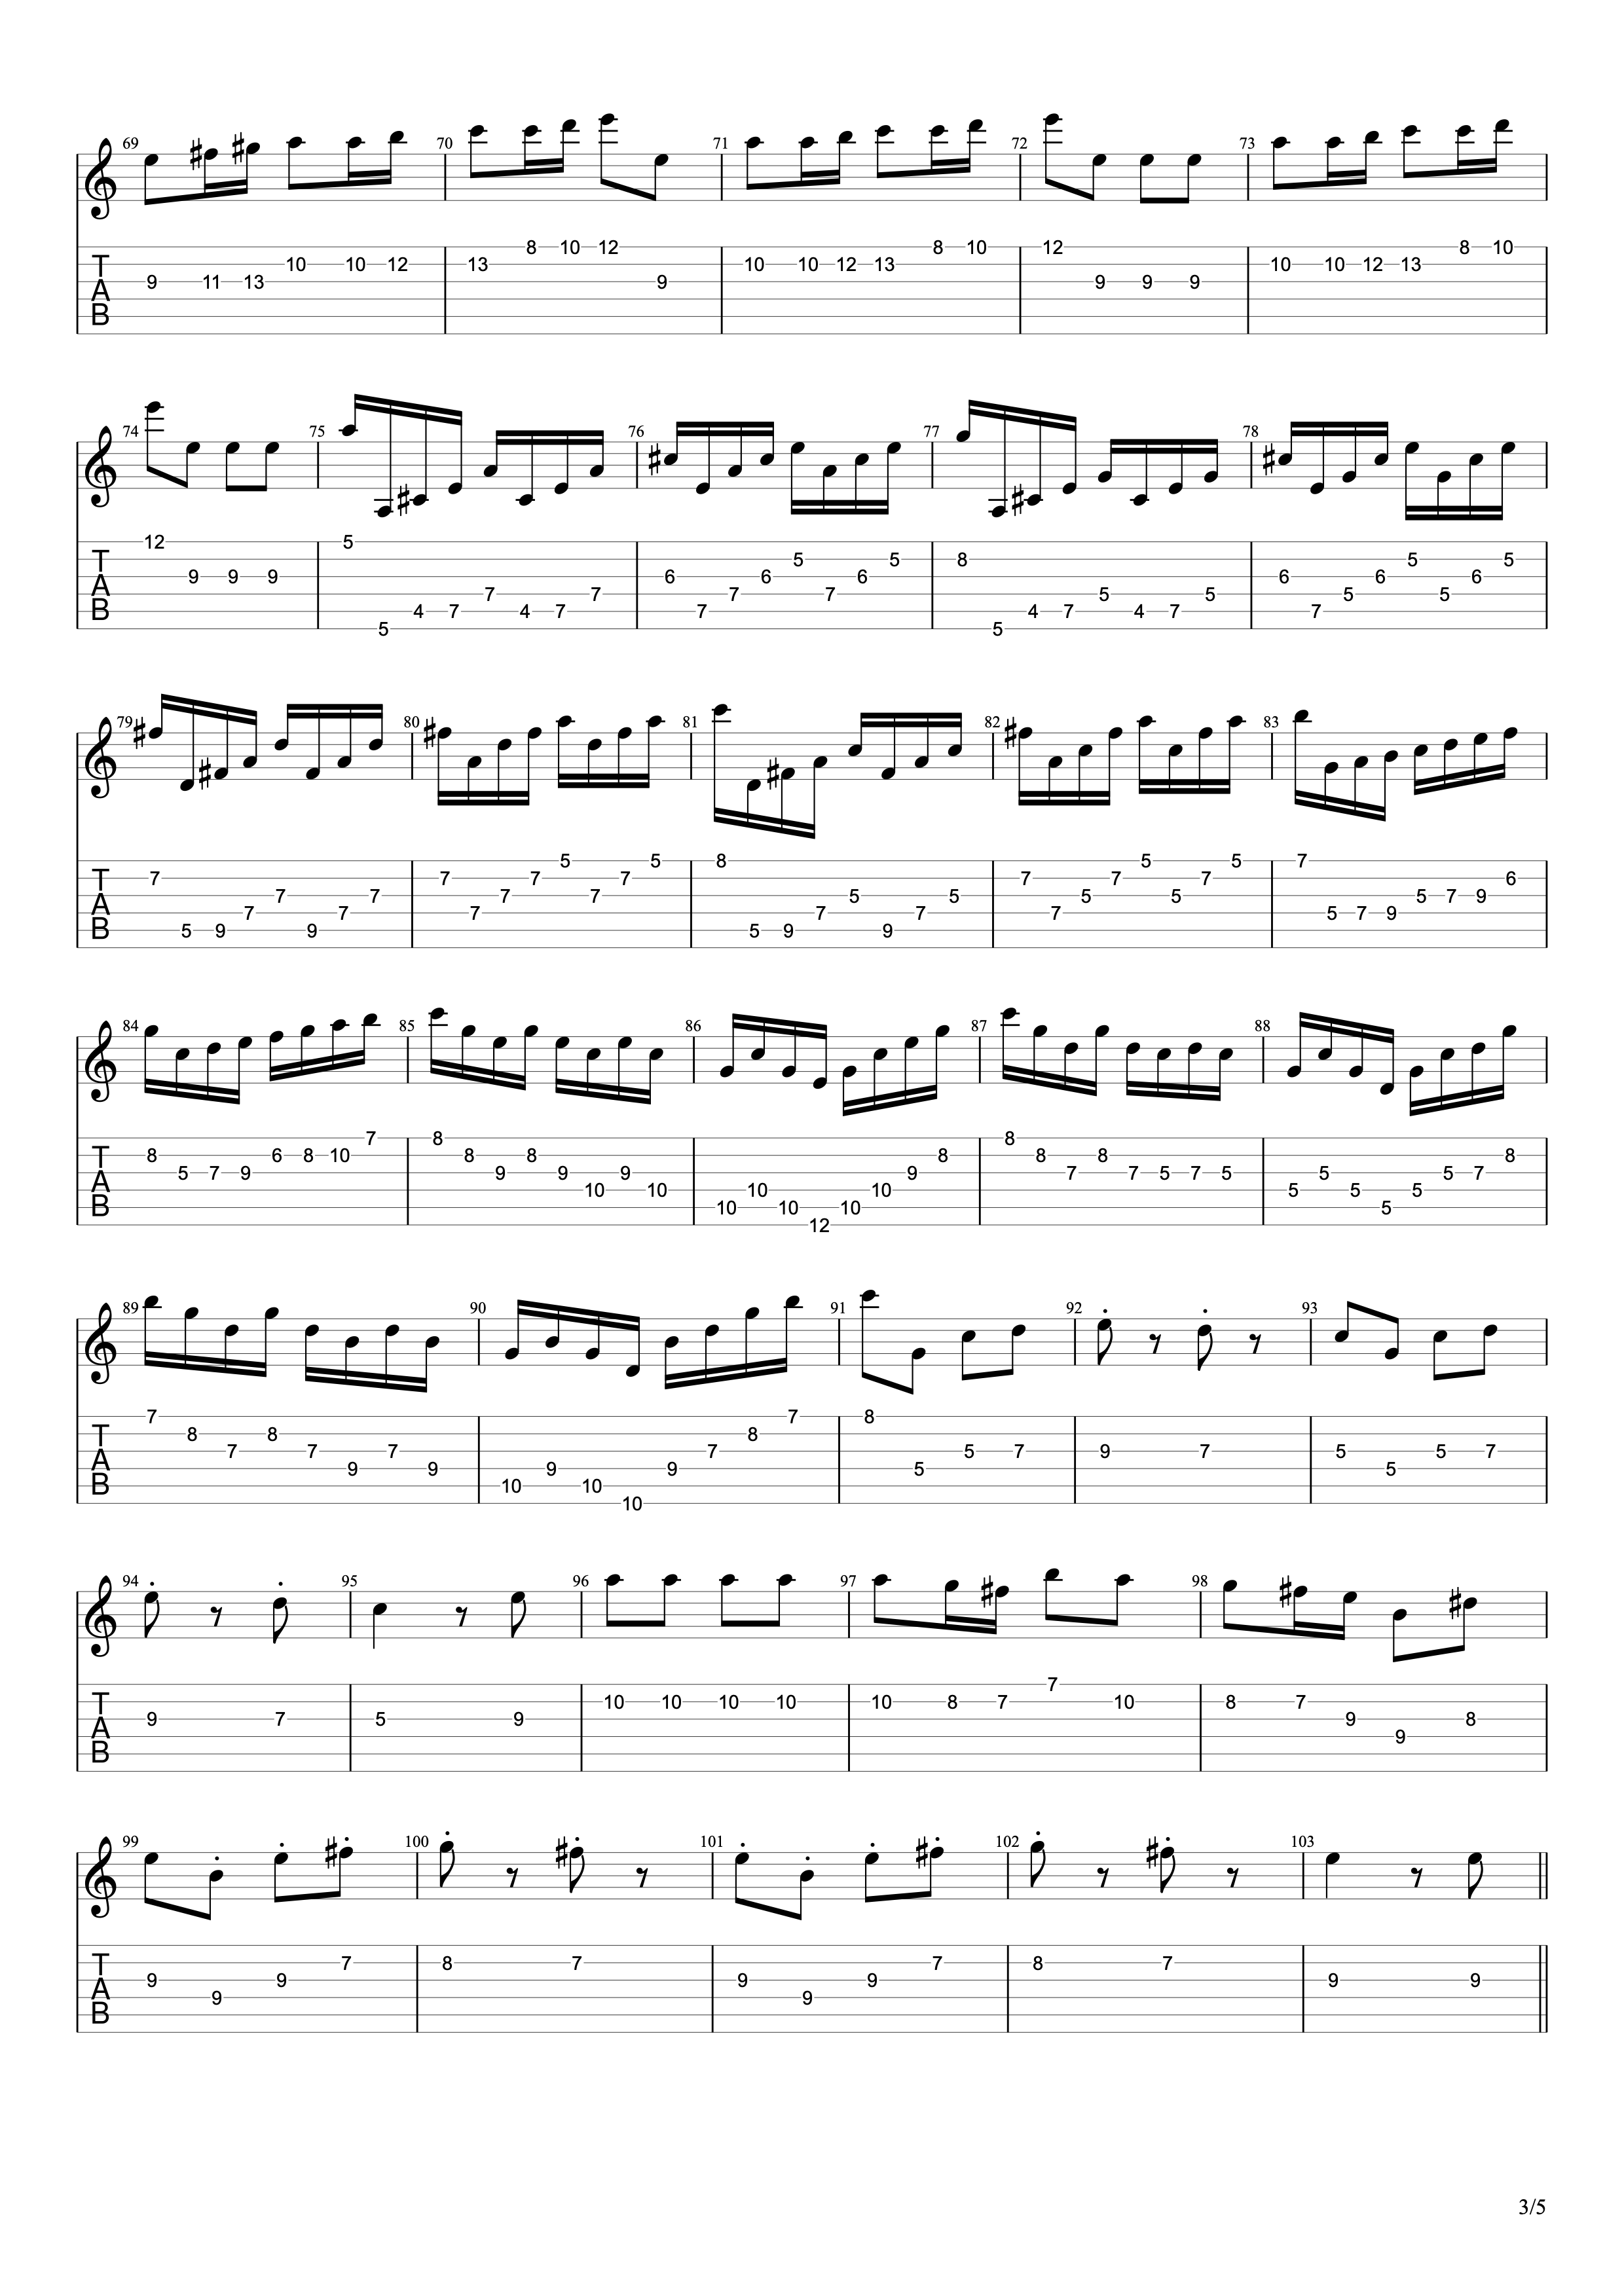 69 70 71 72 73
8 10 12 8 10 12 8 10
T 10 10 12 13 10 10 12 13 10 10 12 13
A 9 11 13 9 9 9 9
B
74 75 76 77 78
12 5
T 5 5 8 5 5
9 9 9 6 6 6 6
A 7 7 7 7 5 5 5 5
B 4 7 4 7 7 4 7 4 7 7
5 5
79 80 81 82 83
5 5 8 5 5 7
T 7 7 7 7 7 7 7 6
7 7 7 7 5 5 5 5 5 7 9
A 7 7 7 7 7 7 5 7 9
B 5 9 9 5 9 9
84 85 86 87 88
7 8 8
T 8 6 8 10 8 8 8 8 8 8
5 7 9 9 9 9 9 7 7 5 7 5 5 5 7
A 10 10 10 10 5 5 5
B 10 10 10 5
12
89 90 91 92 93
7 7 8
T 8 8 8
7 7 7 7 5 7 9 7 5 5 7
A 9 9 9 9 5 5
B 10 10
10
94 95 96 97 98
7
T 10 10 10 10 10 8 7 10 8 7
9 7 5 9 9 8
A 9
B
99 100 101 102 103
T 7 8 7 7 8 7
9 9 9 9 9 9
A 9 9
B
3/5